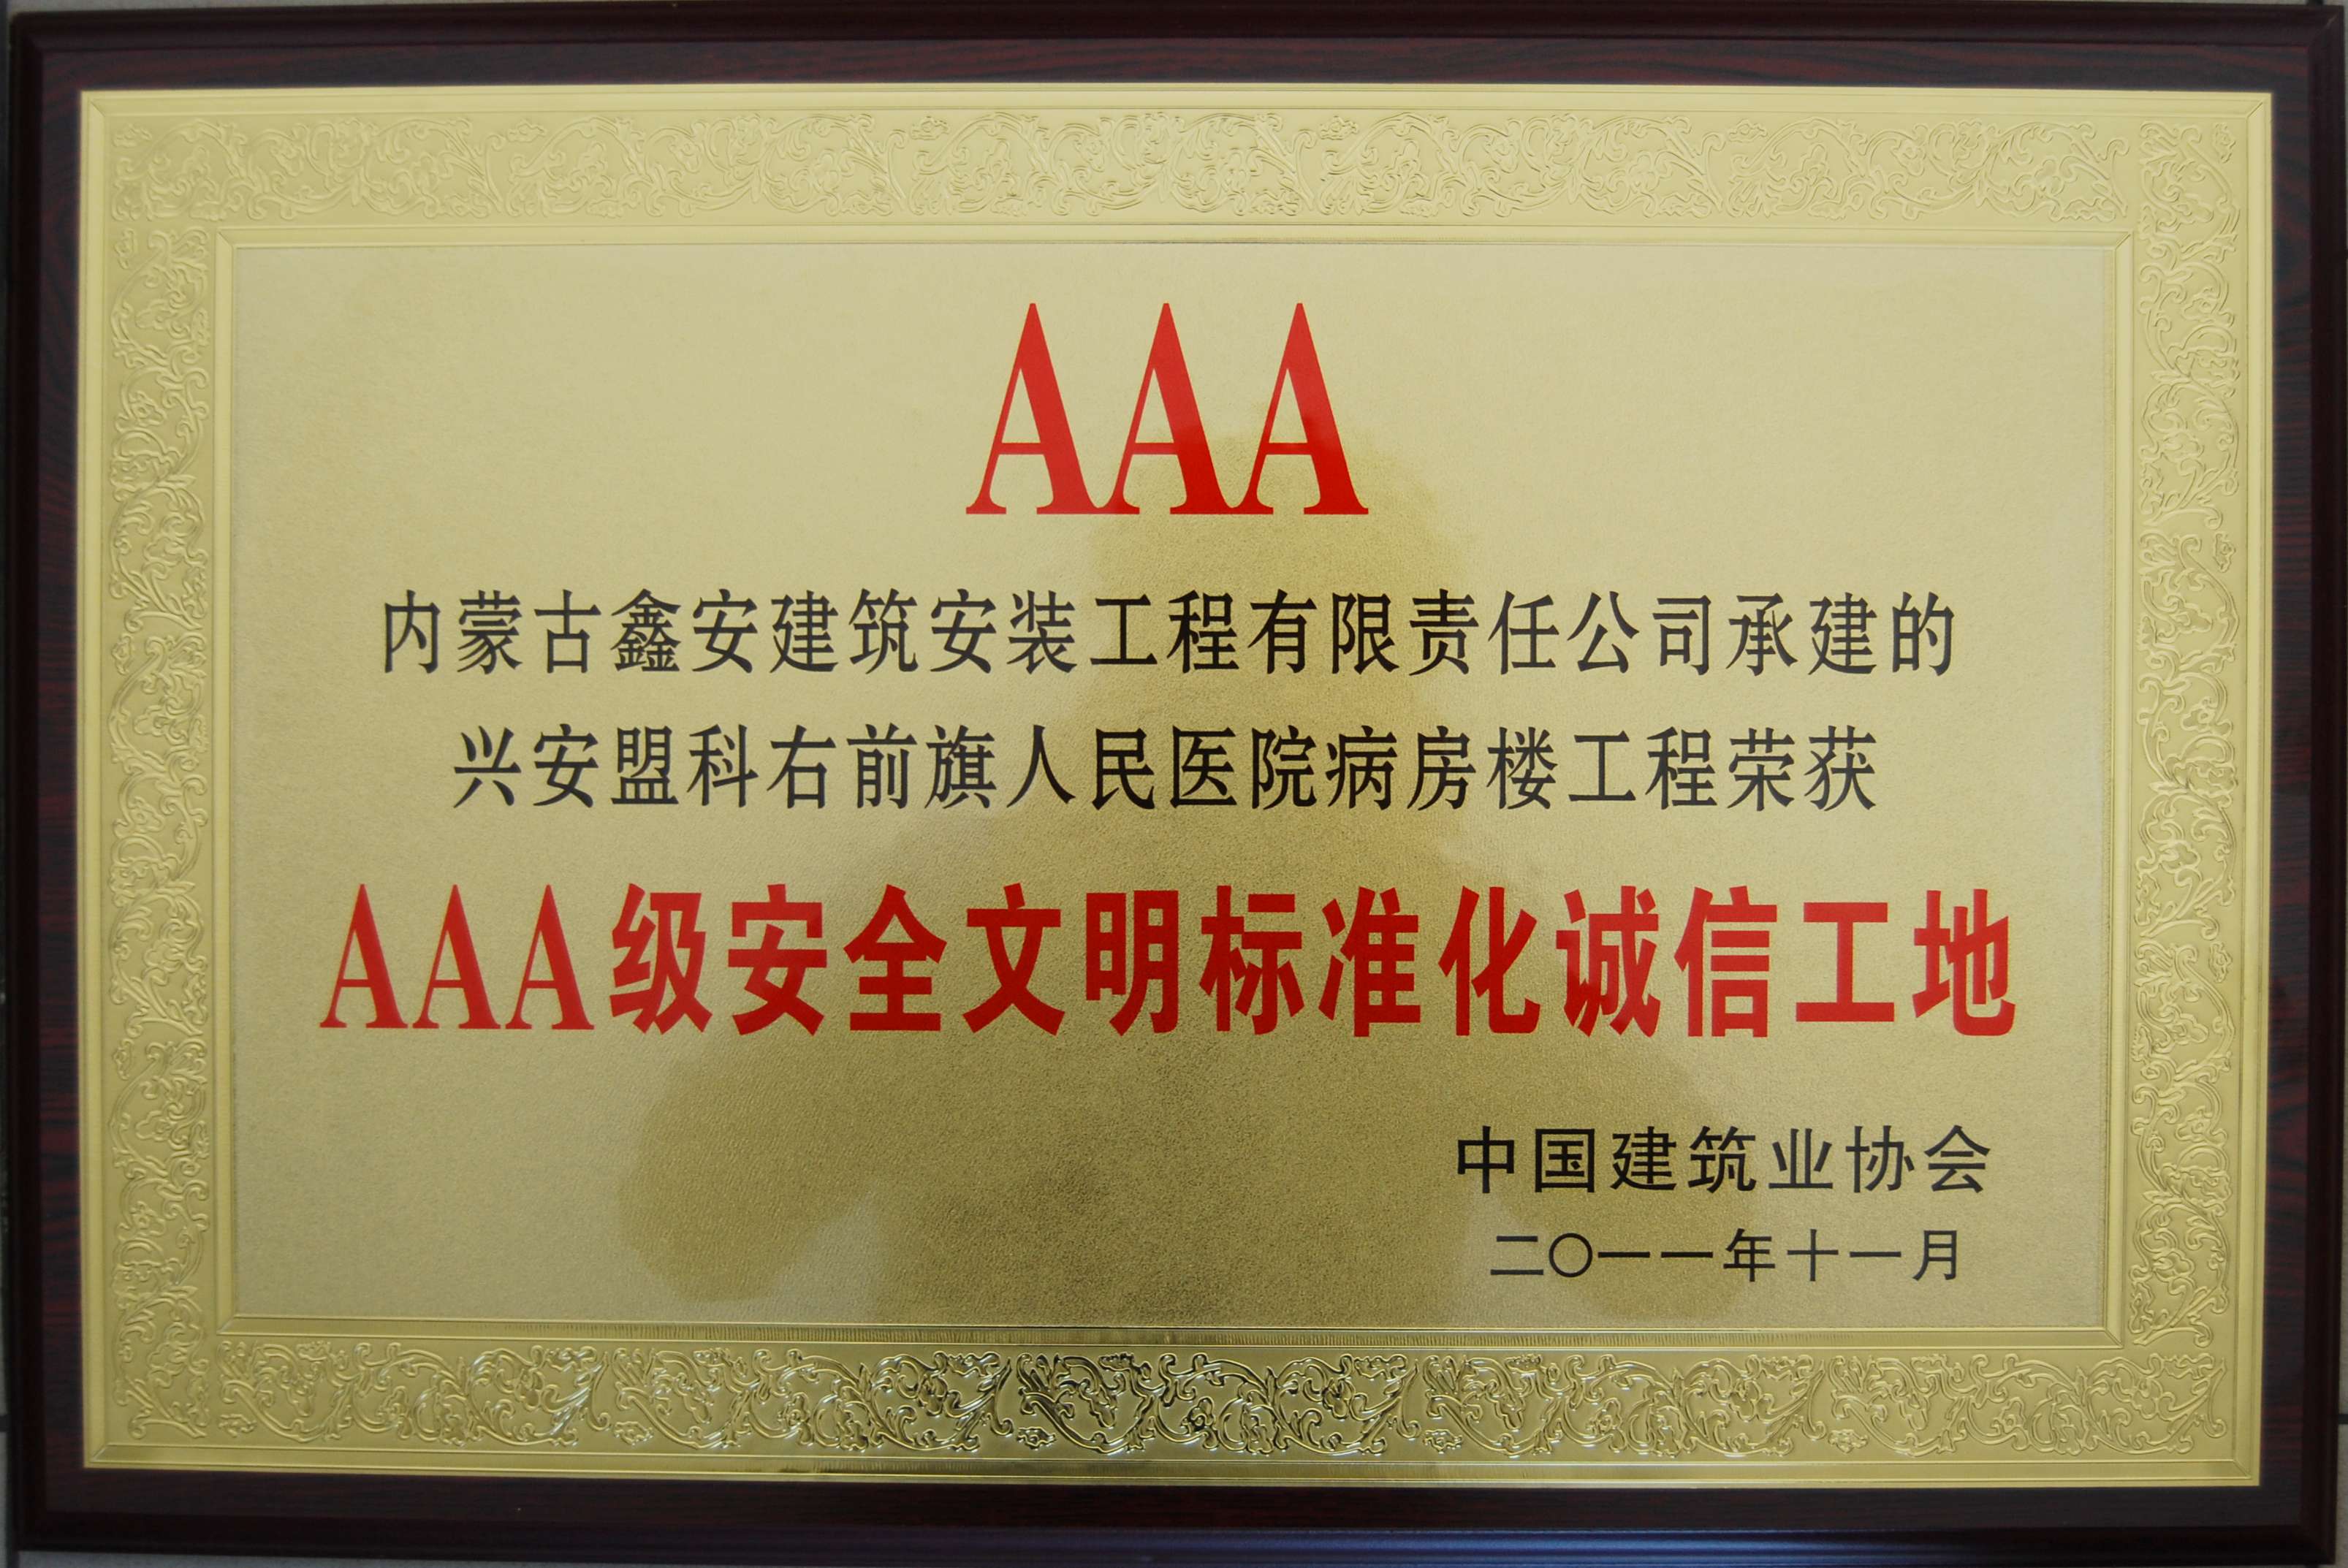 AAA
内蒙古鑫安建筑安装工程有限责任公司承建的
兴安盟科右前旗人民医院病房楼工程荣获
AAA级安全文明标准化诚信工地
中国建筑业协会
二〇一一年十一月